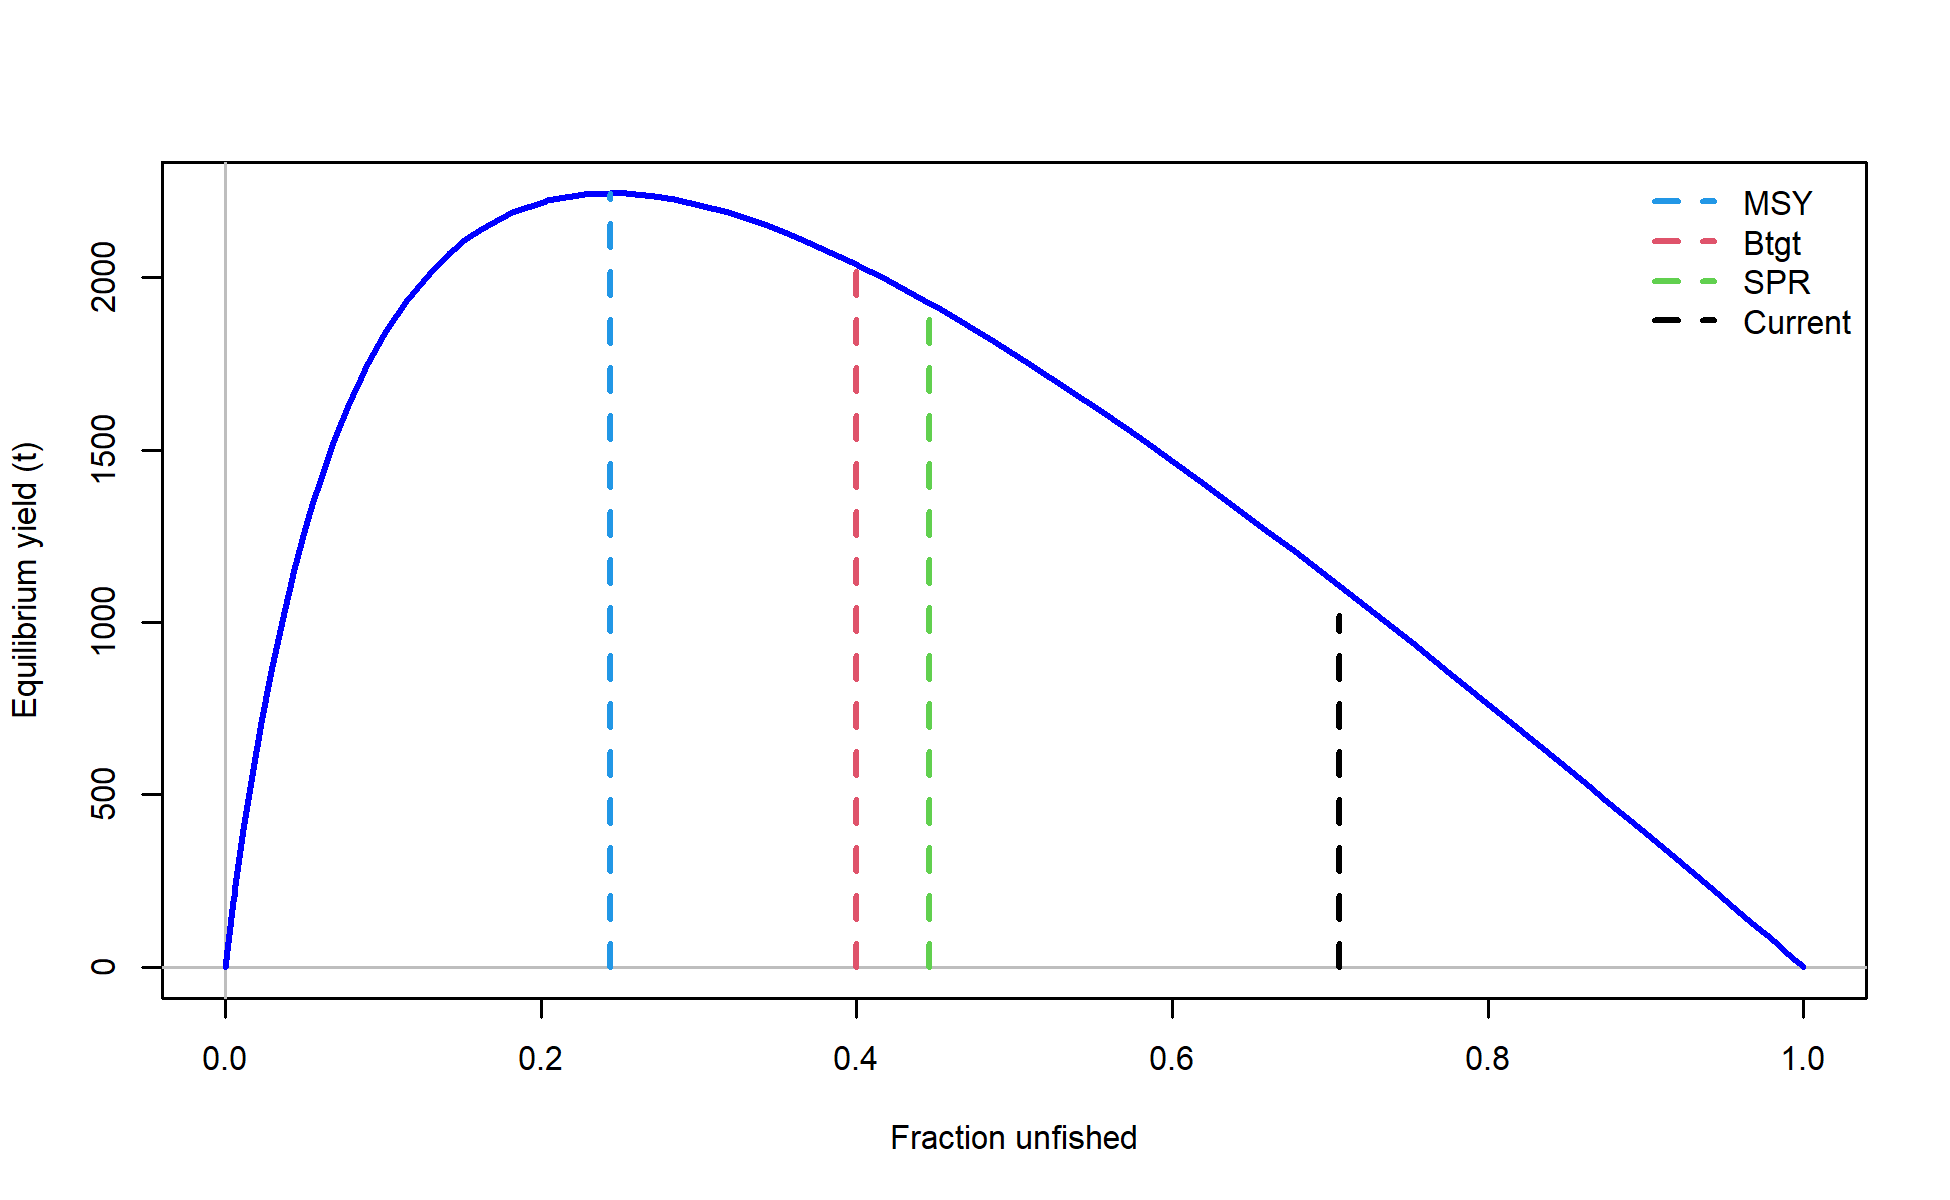 MSY
Btgt
SPR
Current
Equilibrium yield (t)
2000
1500
1000
500
0
0.0 0.2 0.4 0.6 0.8 1.0
Fraction unfished